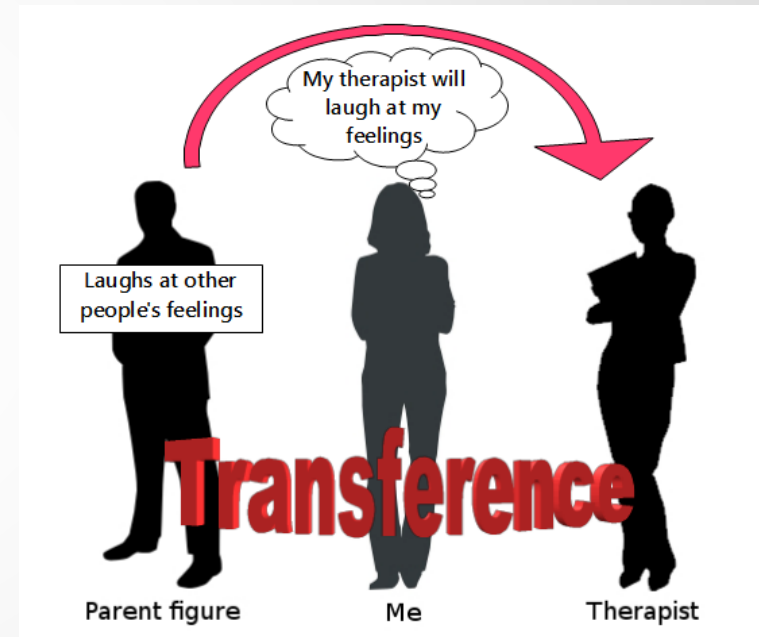 My therapist will
laugh at my
feelings
Laughs at other
people's feelings
Transference
Parent figure
Me
Therapist